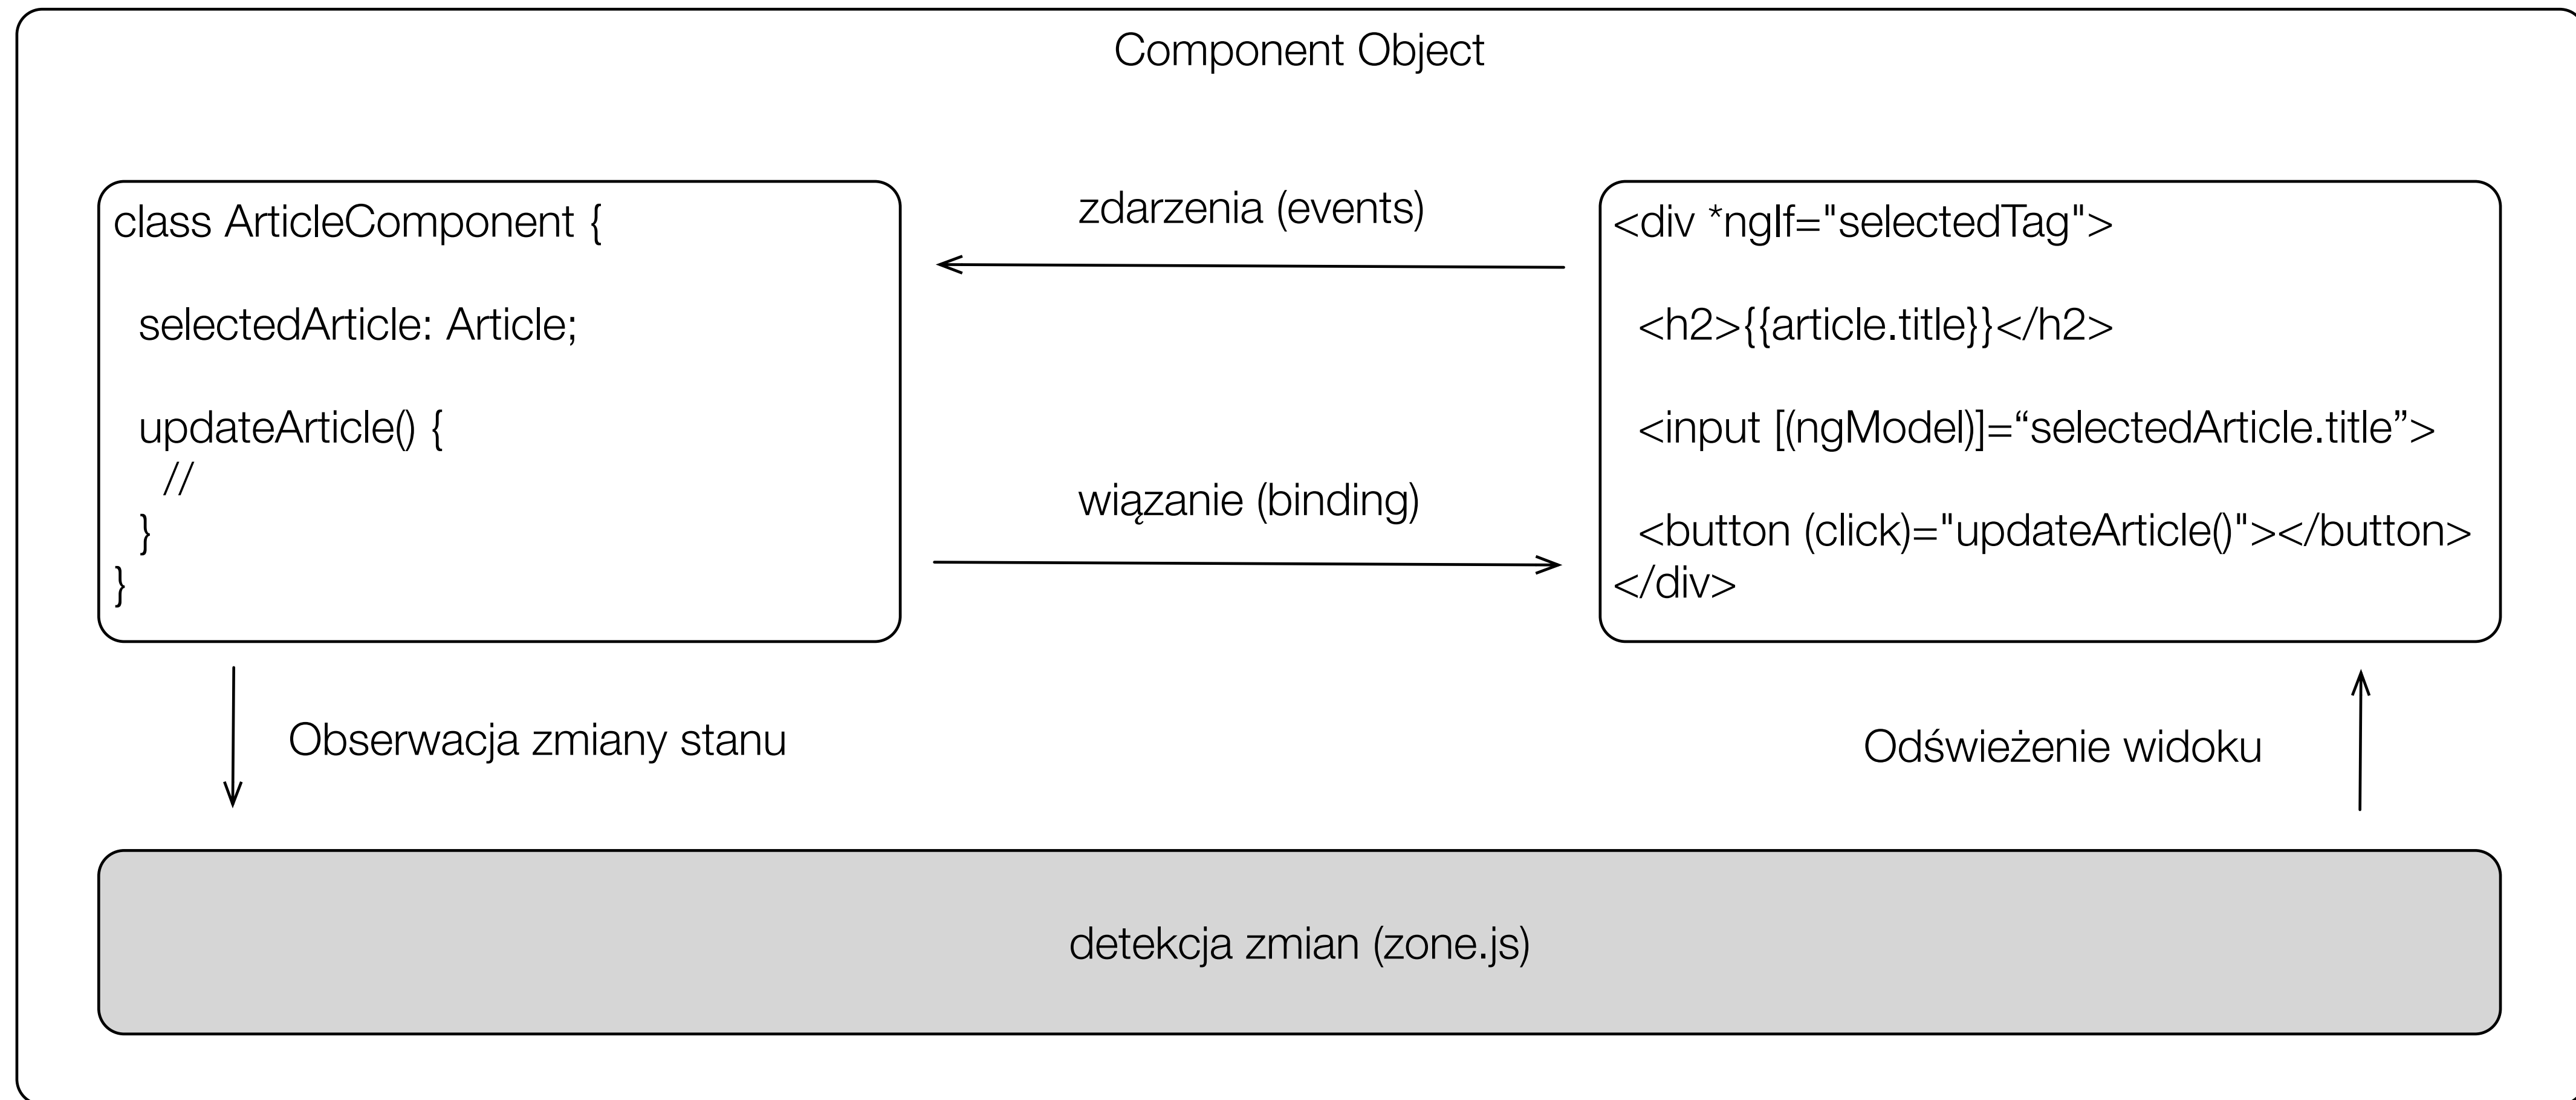 Component Object
class ArticleComponent {
selectedArticle: Article;
updateArticle() {
//
}
}
zdarzenia (events)
wiązanie (binding)
<div *ngIf="selectedTag">
<h2>{{article.title}}</h2>
<input [(ngModel)]=“selectedArticle.title”>
<button (click)="updateArticle()"></button>
</div>
Obserwacja zmiany stanu
Odświeżenie widoku
detekcja zmian (zone.js)